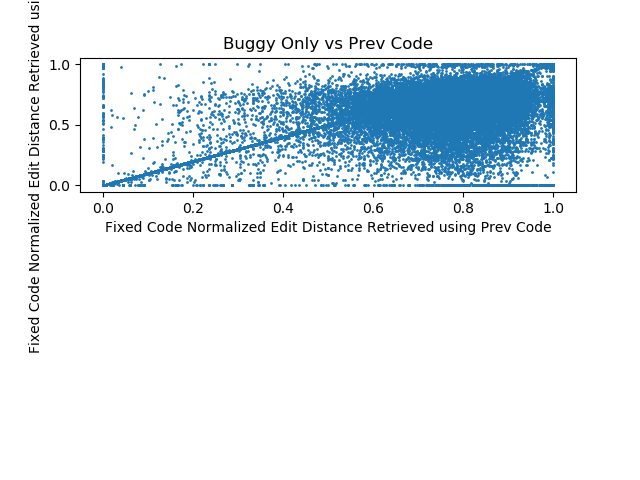 Buggy Only vs Prev Code
Fixed Code Normalized Edit Distance Retrieved
1.0
0.5
0.0
0.0 0.2 0.4 0.6 0.8 1.0
Fixed Code Normalized Edit Distance Retrieved using Prev Code